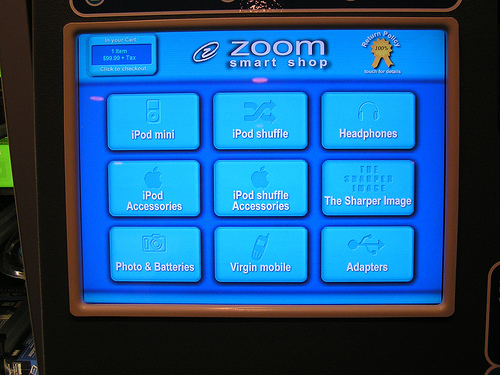 In your Cart:
1 Item
$99.99 + Tax
Click to checkout
zoom
smart shop
Return Policy
100%
touch for details
iPod mini
iPod shuffle
Headphones
iPod
Accessories
iPod shuffle
Accessories
THE
SHARPER
IMAGE
The Sharper Image
Photo & Batteries
Virgin mobile
Adapters